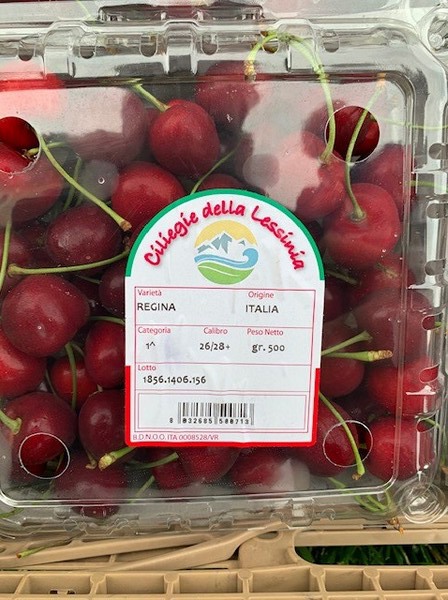 Ciliegie della Lessinia
Varietà Origine
REGINA ITALIA
Categoria Calibro Peso Netto
1^ 26/28+ gr. 500
Lotto
1856.1406.156
8 032685 580713
B.D.N.O.O. ITA 0008528/VR